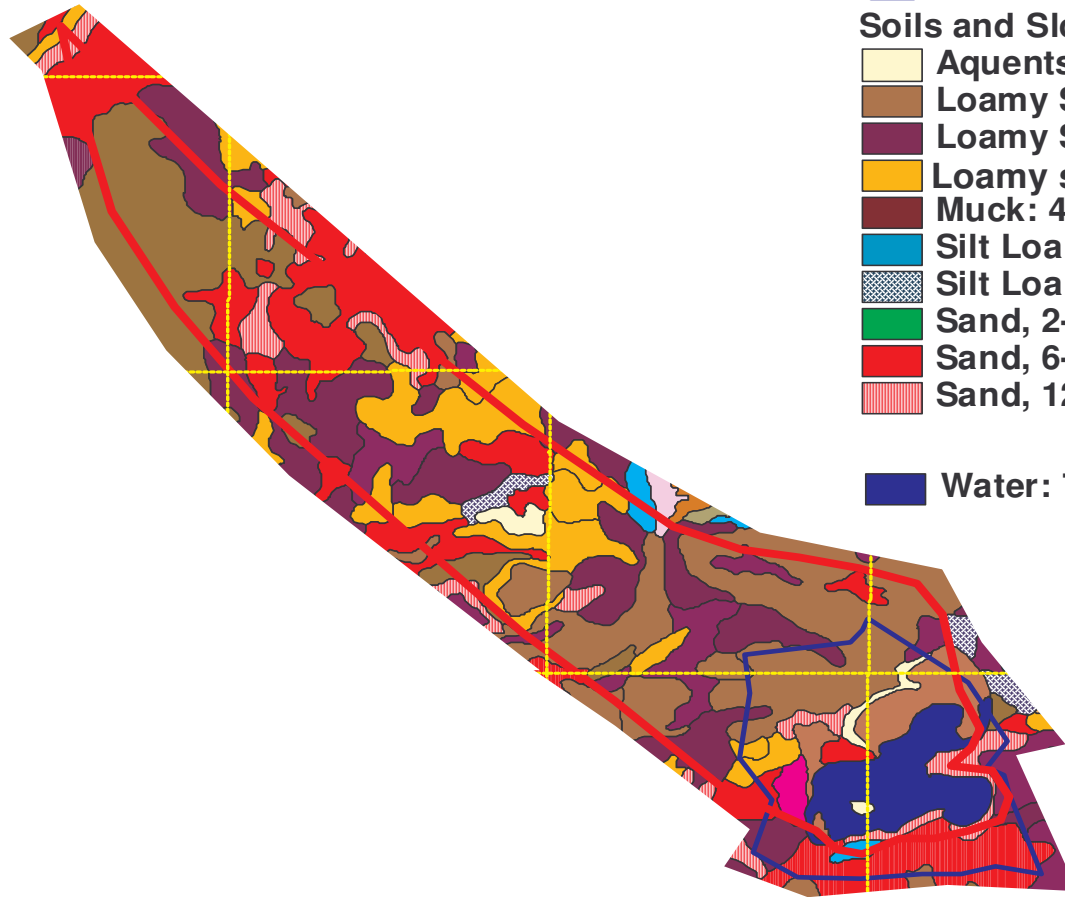 Soils and Slo
Aquents
Loamy S
Loamy S
Loamy s
Muck: 4
Silt Loa
Silt Loa
Sand, 2-
Sand, 6-
Sand, 12
Water: